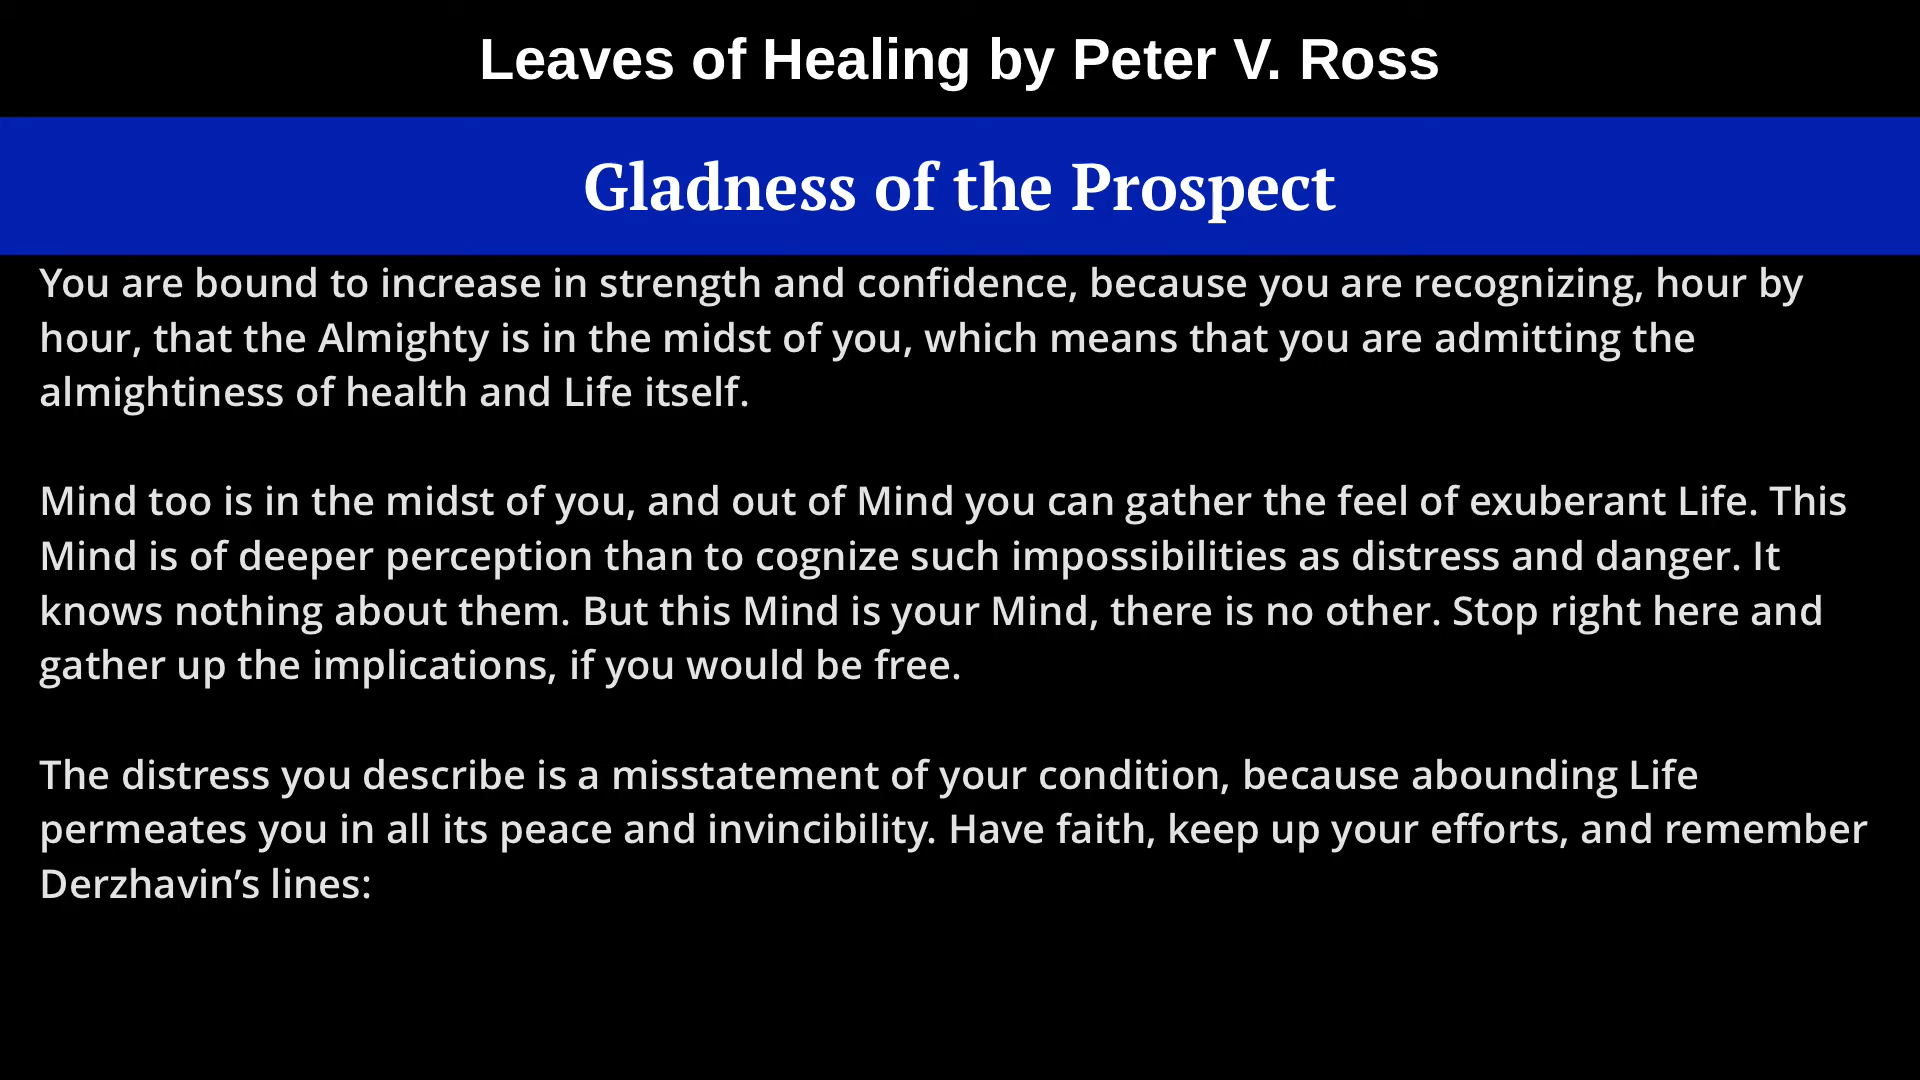 Leaves of Healing by Peter V. Ross
Gladness of the Prospect
You are bound to increase in strength and confidence, because you are recognizing, hour by
hour, that the Almighty is in the midst of you, which means that you are admitting the
almightiness of health and Life itself.
Mind too is in the midst of you, and out of Mind you can gather the feel of exuberant Life. This
Mind is of deeper perception than to cognize such impossibilities as distress and danger. It
knows nothing about them. But this Mind is your Mind, there is no other. Stop right here and
gather up the implications, if you would be free.
The distress you describe is a misstatement of your condition, because abounding Life
permeates you in all its peace and invincibility. Have faith, keep up your efforts, and remember
Derzhavin’s lines: